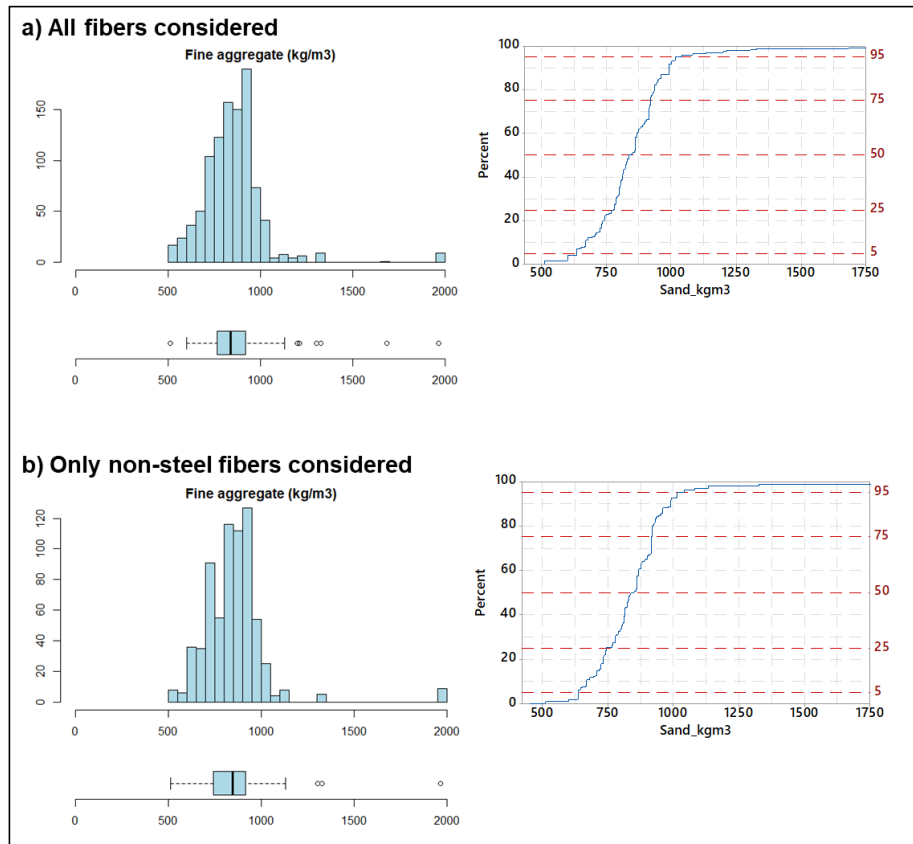 a) All fibers considered
Fine aggregate (kg/m3)
150
100
50
0
0 500 1000 1500 2000
0 500 1000 1500 2000
100
80
60
40
20
0
Percent
95
75
50
25
5
500 750 1000 1250 1500 1750
Sand_kgm3
b) Only non-steel fibers considered
Fine aggregate (kg/m3)
120
100
80
60
40
20
0
0 500 1000 1500 2000
0 500 1000 1500 2000
100
80
60
40
20
0
Percent
95
75
50
25
5
500 750 1000 1250 1500 1750
Sand_kgm3